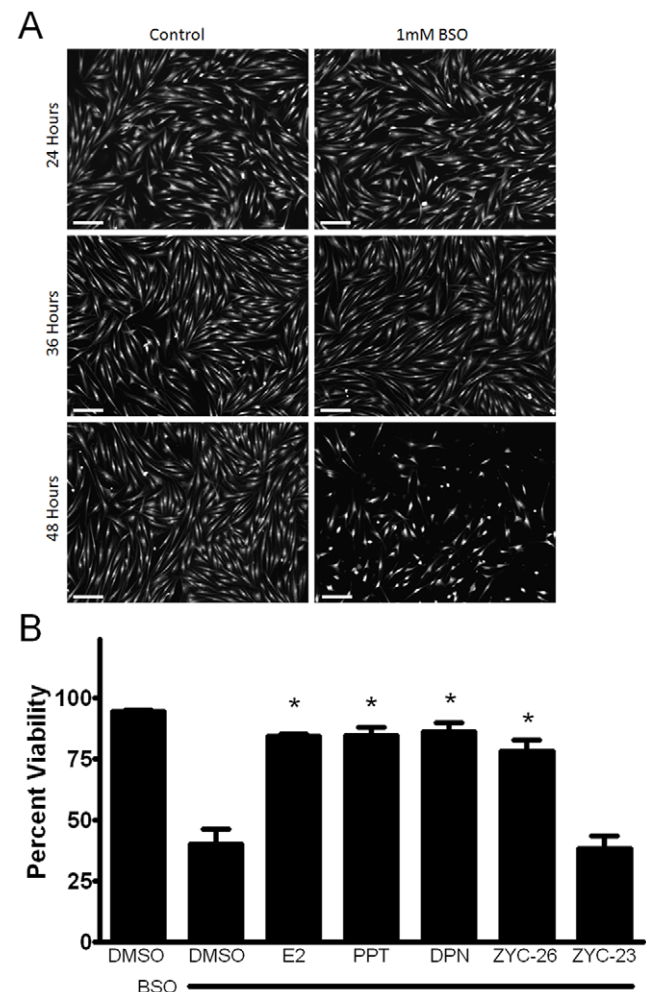 A
Control 1mM BSO
24 Hours
36 Hours
48 Hours
B
Percent Viability
100
75
50
25
0
* * * *
DMSO DMSO E2 PPT DPN ZYC-26 ZYC-23
BSO